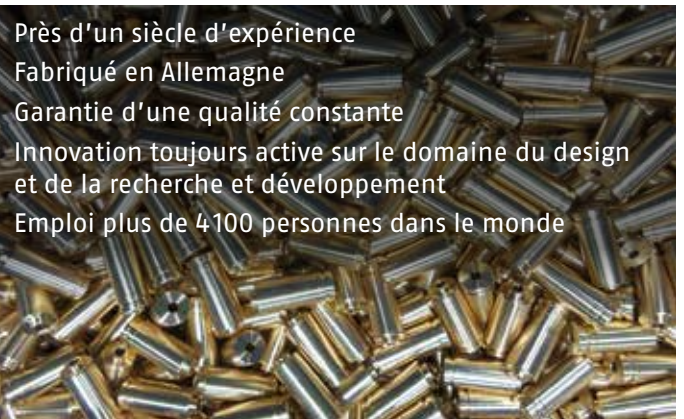 Près d'un siècle d'expérience
Fabriqué en Allemagne
Garantie d'une qualité constante
Innovation toujours active sur le domaine du design
et de la recherche et développement
Emploi plus de 4100 personnes dans le monde